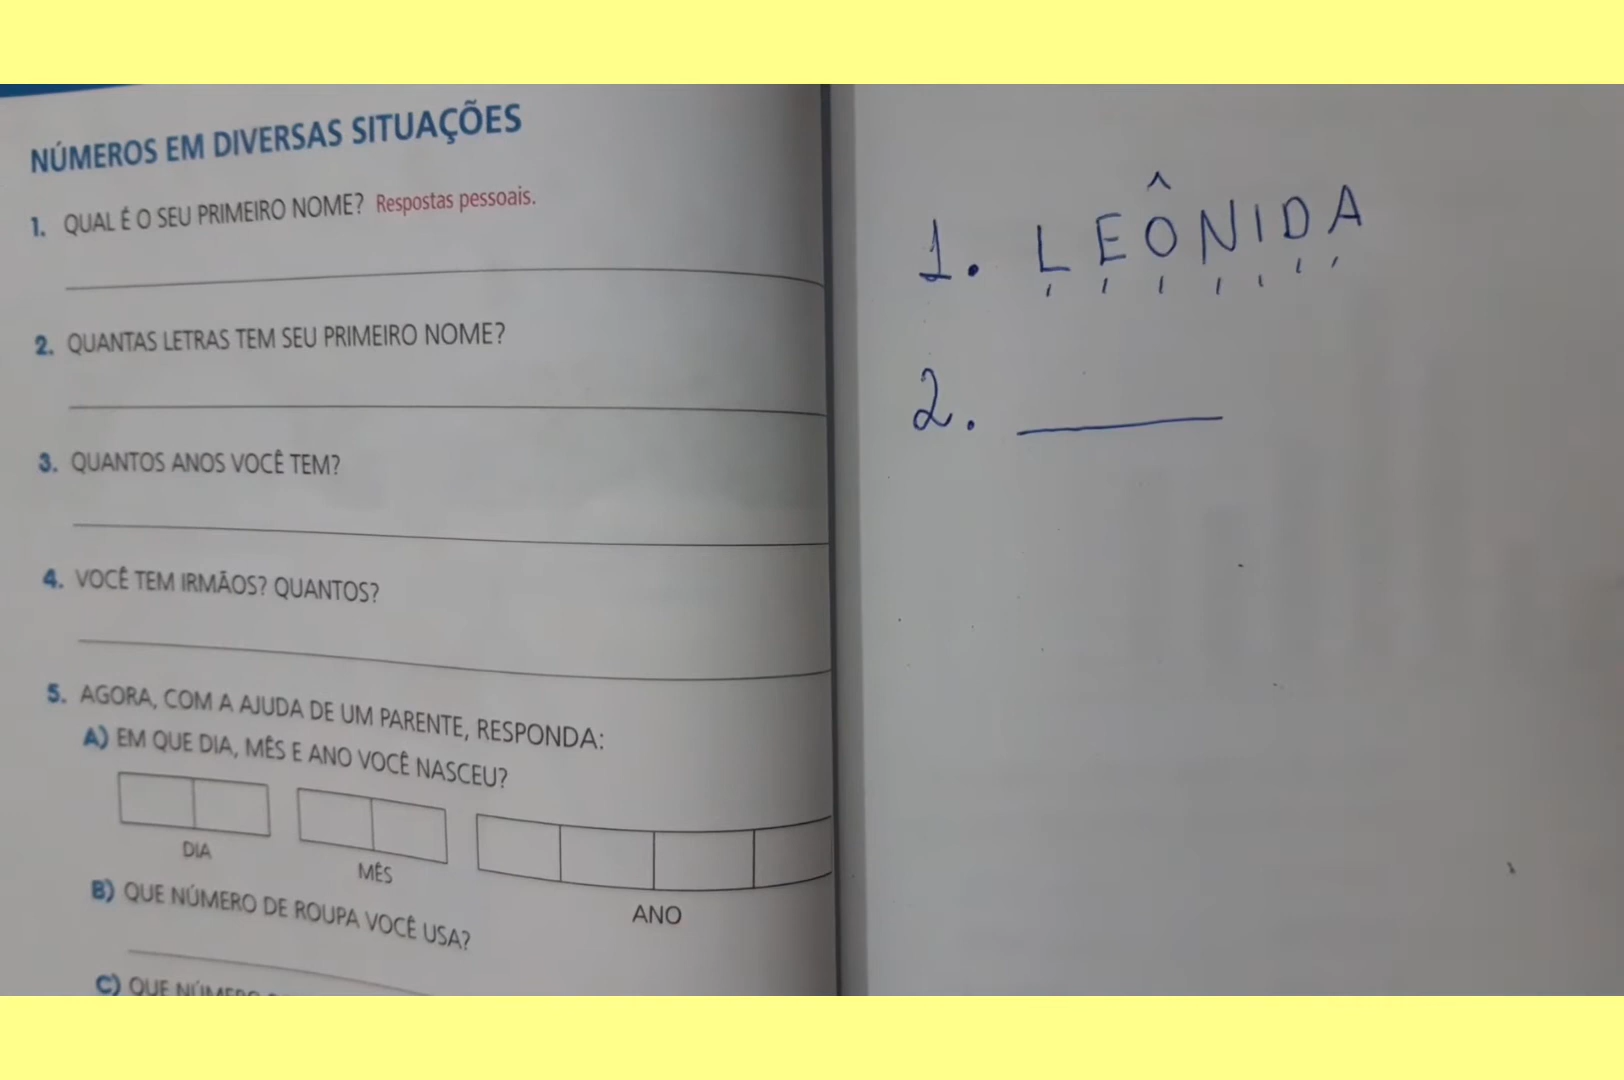 NÚMEROS EM DIVERSAS SITUAÇÕES
1. QUAL É O SEU PRIMEIRO NOME? Respostas pessoais.
2. QUANTAS LETRAS TEM SEU PRIMEIRO NOME?
3. QUANTOS ANOS VOCÊ TEM?
4. VOCÊ TEM IRMÃOS? QUANTOS?
5. AGORA, COM A AJUDA DE UM PARENTE, RESPONDA:
A) EM QUE DIA, MÊS E ANO VOCÊ NASCEU?
DIA
MÊS
ANO
B) QUE NÚMERO DE ROUPA VOCÊ USA?
C) QUE NÚMERO
1. LEÔNIDA
2.